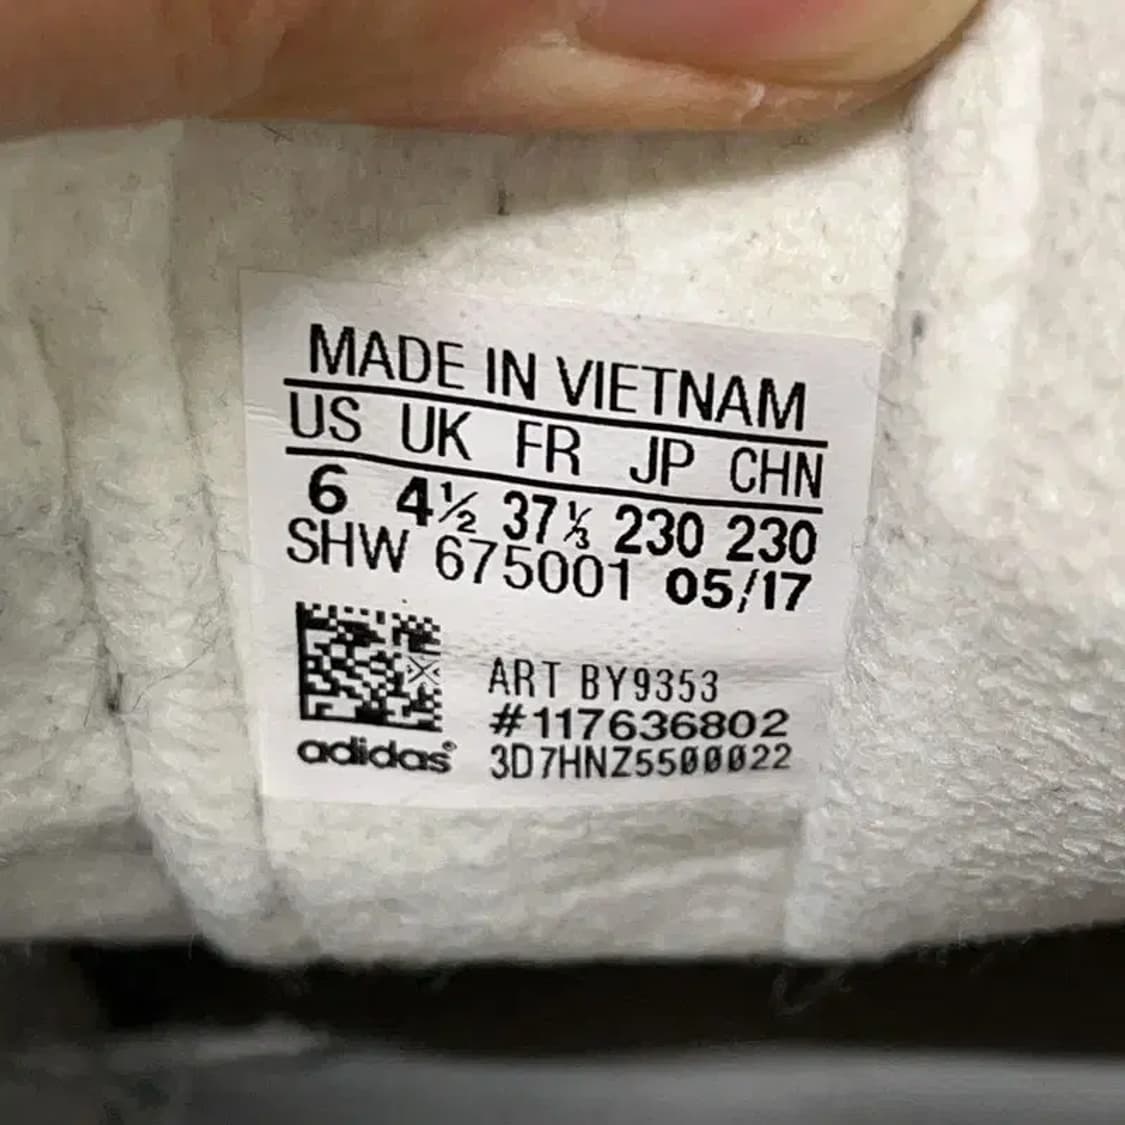 MADE IN VIETNAM
US UK FR JP CHN
6 4½ 37⅓ 230 230
SHW 675001 05/17
ART BY9353
#117636802
adidas® 3D7HNZ5500022